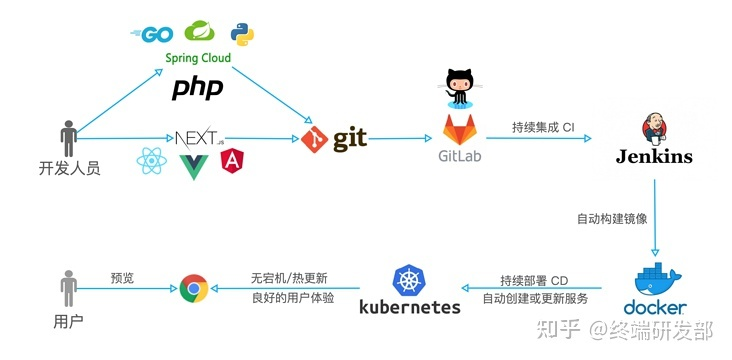 GO
Spring Cloud
php
开发人员
NEXT.JS
git
GitLab
持续集成 CI
Jenkins
自动构建镜像
用户
预览
无宕机/热更新
良好的用户体验
kubernetes
持续部署 CD
自动创建或更新服务
docker
知乎 @终端研发部